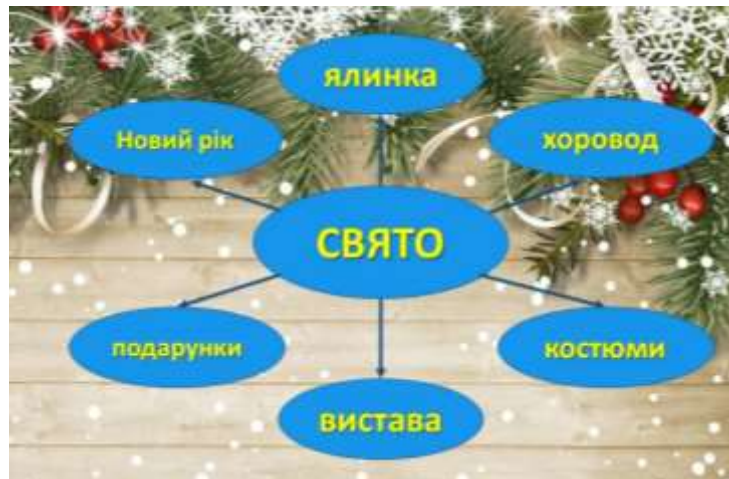 ялинка
Новий рік
хоровод
СВЯТО
подарунки
костюми
вистава